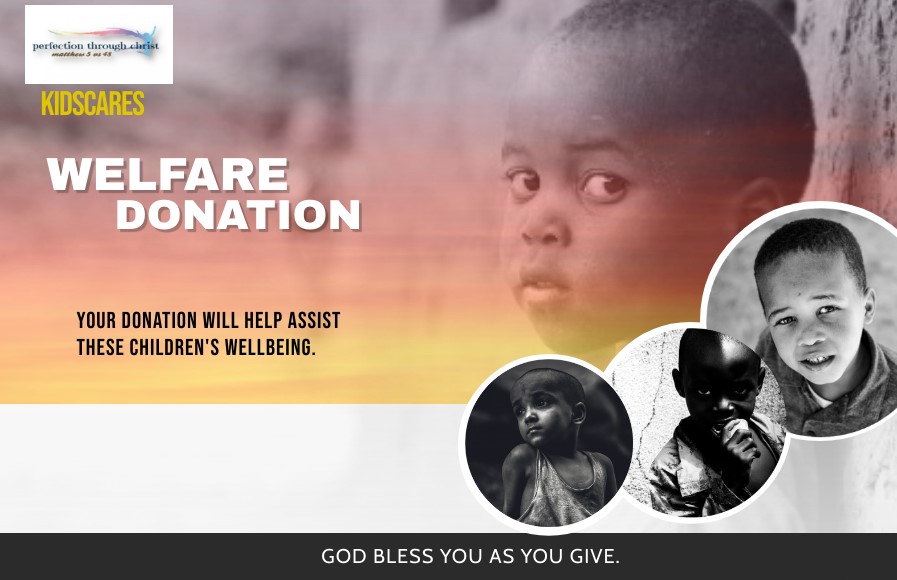 perfection through christ
matthew 5 vs 48
KIDSCARES
WELFARE
DONATION
YOUR DONATION WILL HELP ASSIST
THESE CHILDREN'S WELLBEING.
GOD BLESS YOU AS YOU GIVE.